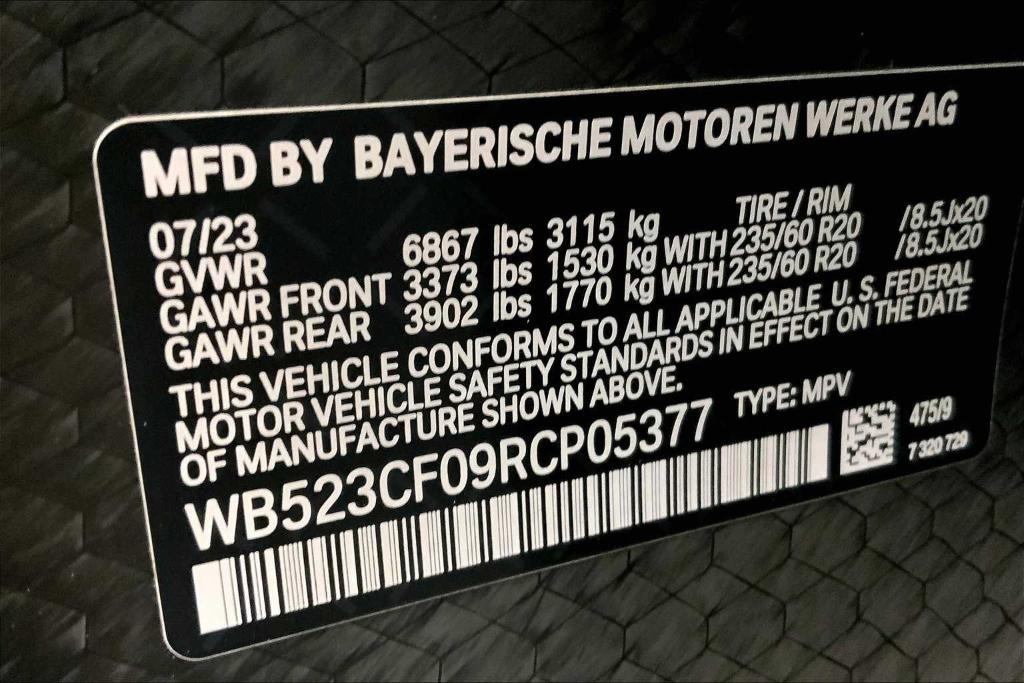 MFD BY BAYERISCHE MOTOREN WERKE AG
07/23 TIRE / RIM
GVWR 6867 lbs 3115 kg
GAWR FRONT 3373 lbs 1530 kg WITH 235/60 R20 /8.5Jx20
GAWR REAR 3902 lbs 1770 kg WITH 235/60 R20 /8.5Jx20
THIS VEHICLE CONFORMS TO ALL APPLICABLE U. S. FEDERAL
MOTOR VEHICLE SAFETY STANDARDS IN EFFECT ON THE DATE
OF MANUFACTURE SHOWN ABOVE.
WB523CF09RCP05377 TYPE: MPV
475/9
7 320 729